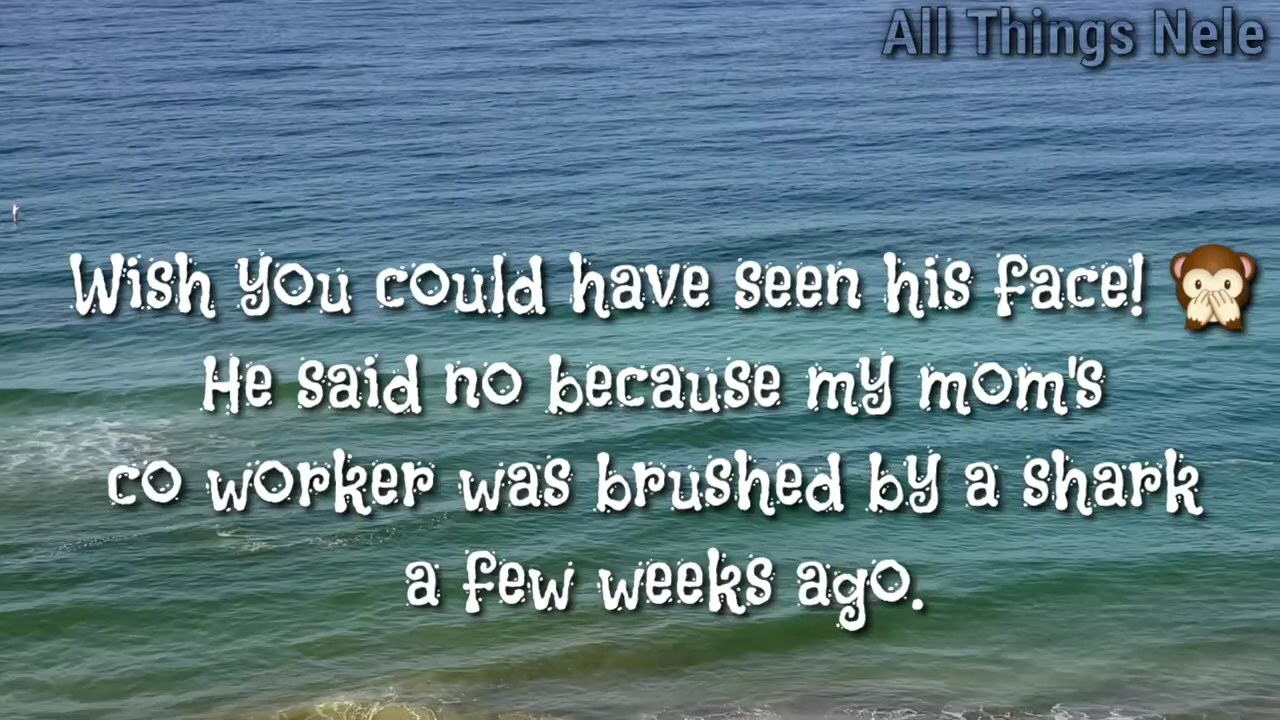 All Things Nele
Wish you could have seen his face! 🙊
He said no because my mom's
co worker was brushed by a shark
a few weeks ago.